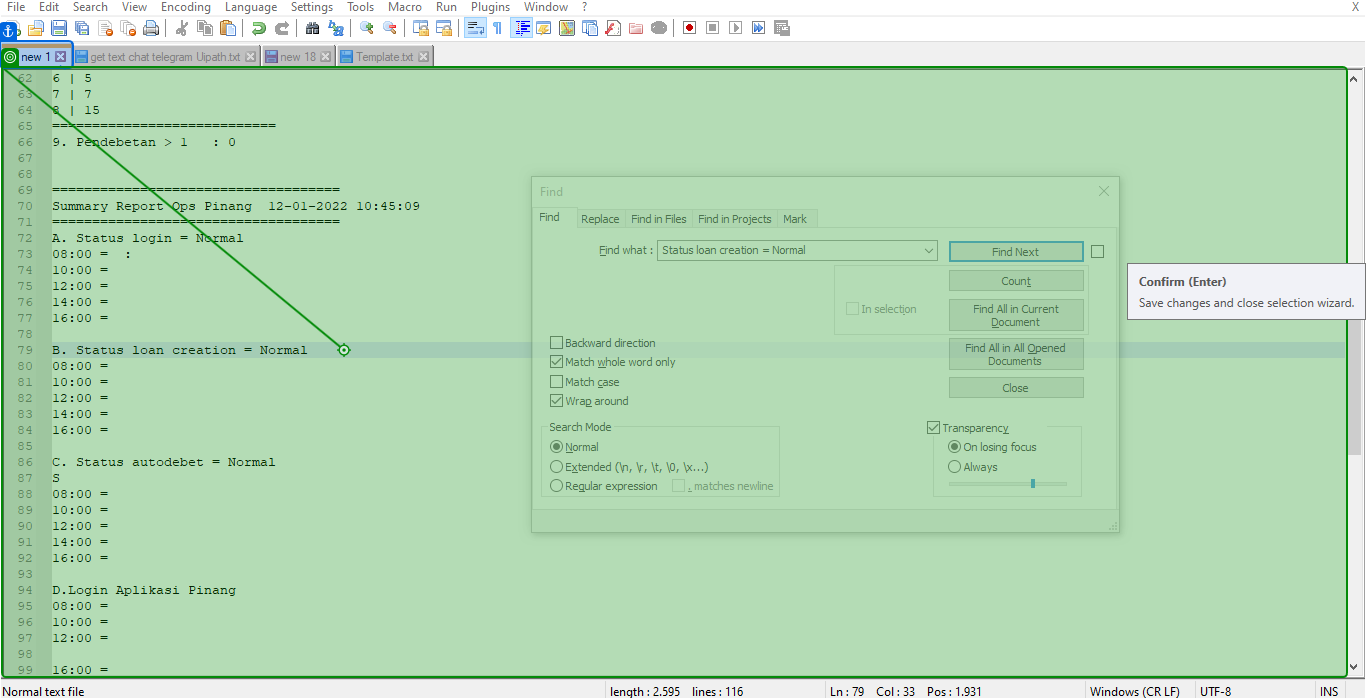 File Edit Search View Encoding Language Settings Tools Macro Run Plugins Window ? X
new 1 get text chat telegram Uipath.txt new 18 Template.txt
62 6 | 5
63 7 | 7
64 8 | 15
65 ============================
66 9. Pendebetan > 1 : 0
67
68
69 ====================================
70 Summary Report Ops Pinang 12-01-2022 10:45:09
71 ====================================
72 A. Status login = Normal
73 08:00 = :
74 10:00 =
75 12:00 =
76 14:00 =
77 16:00 =
78
79 B. Status loan creation = Normal
80 08:00 =
81 10:00 =
82 12:00 =
83 14:00 =
84 16:00 =
85
86 C. Status autodebet = Normal
87 S
88 08:00 =
89 10:00 =
90 12:00 =
91 14:00 =
92 16:00 =
93
94 D.Login Aplikasi Pinang
95 08:00 =
96 10:00 =
97 12:00 =
98
99 16:00 =
Find
Find Replace Find in Files Find in Projects Mark
Find what : Status loan creation = Normal Find Next
Count
In selection Find All in Current
Document
Backward direction Find All in All Opened
Documents
Match whole word only
Match case Close
Wrap around
Search Mode Transparency
Normal On losing focus
Extended (\n, \r, \t, \0, \x...) Always
Regular expression . matches newline
Confirm (Enter)
Save changes and close selection wizard.
Normal text file length : 2.595 lines : 116 Ln : 79 Col : 33 Pos : 1.931 Windows (CR LF) UTF-8 INS